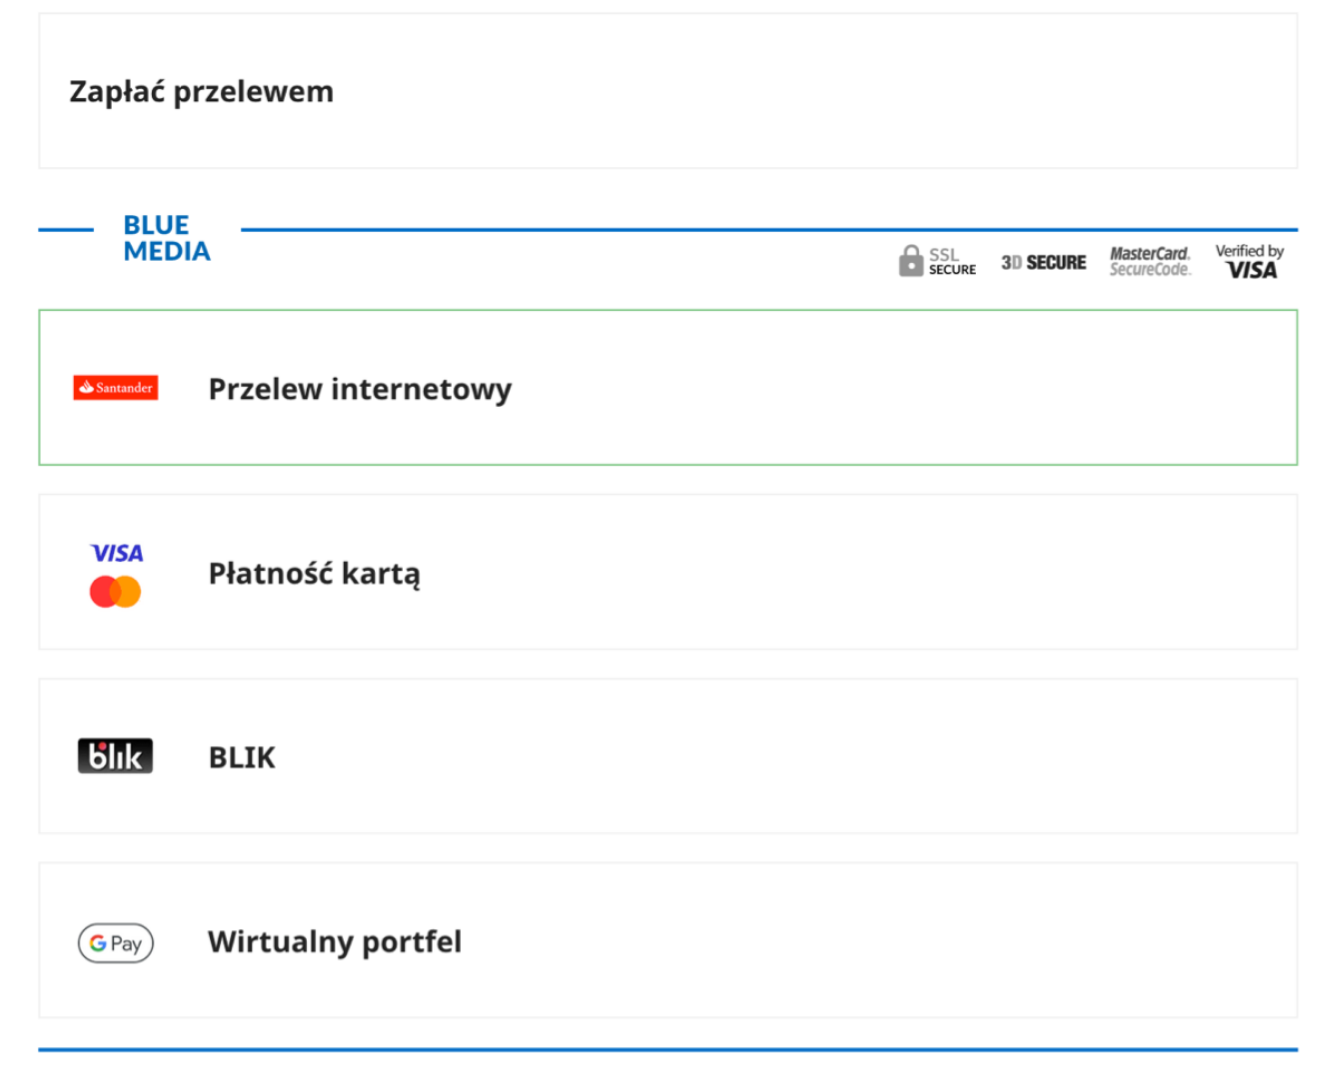 Zapłać przelewem
BLUE
MEDIA
SSL
SECURE
3D SECURE
MasterCard.
SecureCode.
Verified by
VISA
Santander
Przelew internetowy
VISA
Płatność kartą
blik
BLIK
G Pay
Wirtualny portfel